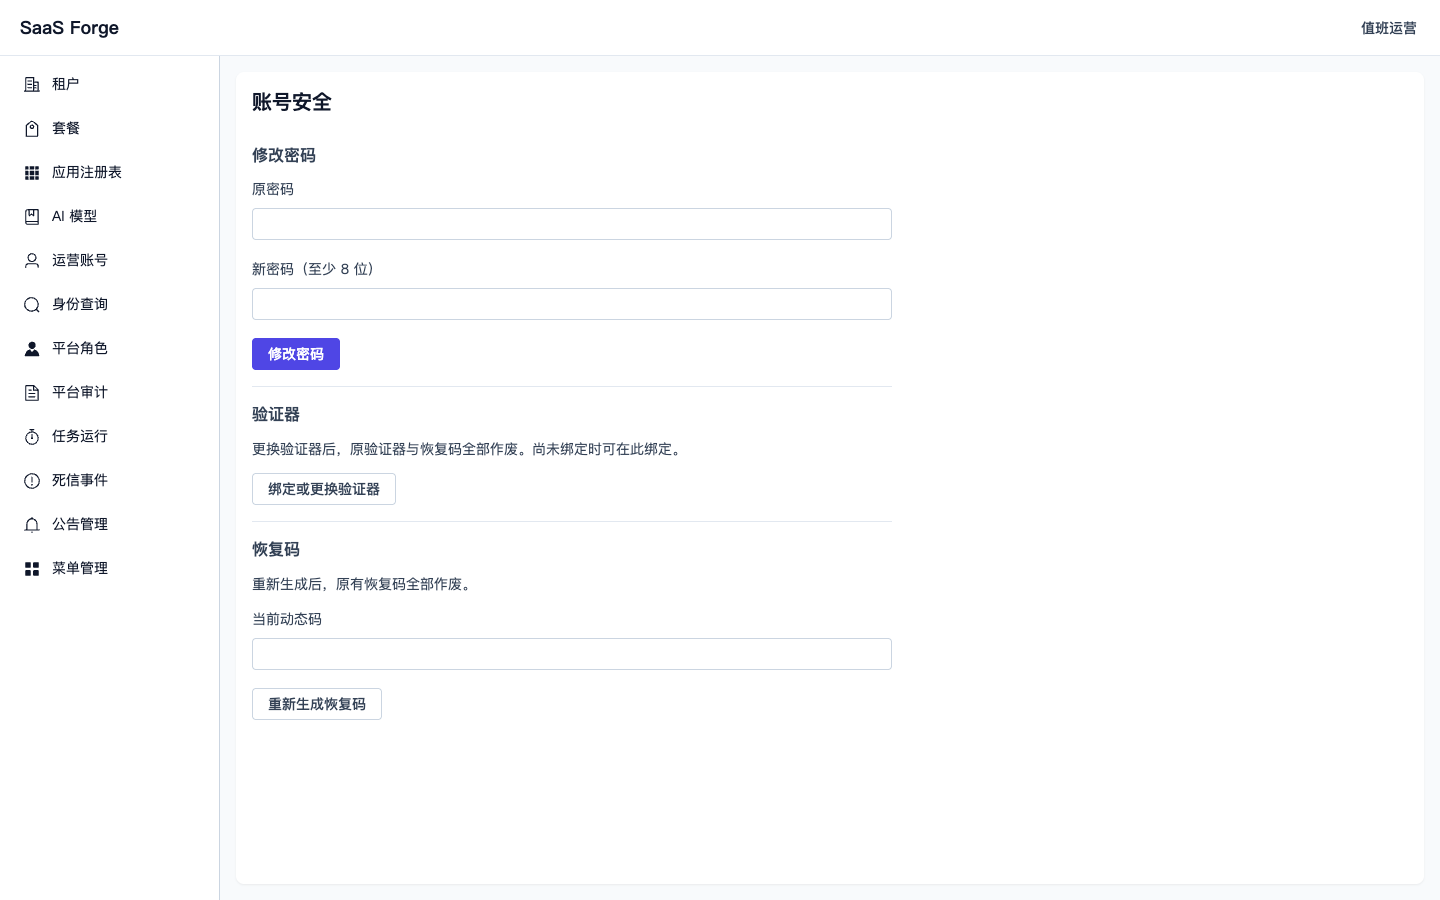 SaaS Forge
值班运营
租户
套餐
应用注册表
AI 模型
运营账号
身份查询
平台角色
平台审计
任务运行
死信事件
公告管理
菜单管理
账号安全
修改密码
原密码
新密码（至少 8 位）
修改密码
验证器
更换验证器后，原验证器与恢复码全部作废。尚未绑定时可在此绑定。
绑定或更换验证器
恢复码
重新生成后，原有恢复码全部作废。
当前动态码
重新生成恢复码